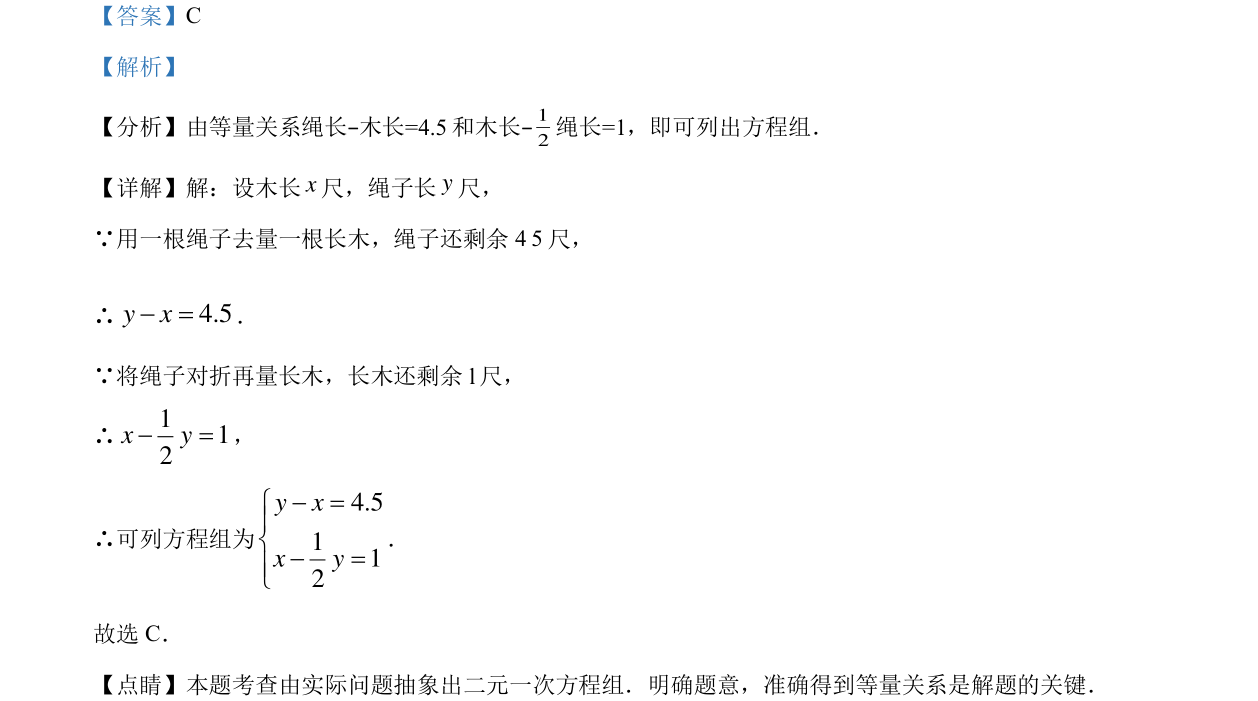 【答案】C
【解析】
【分析】由等量关系绳长-木长=4.5 和木长-$\frac{1}{2}$ 绳长=1，即可列出方程组．
【详解】解：设木长 x 尺，绳子长 y 尺，
∵用一根绳子去量一根长木，绳子还剩余 4 5 尺，
∴ y − x = 4.5．
∵将绳子对折再量长木，长木还剩余 1尺，
∴ $x-\frac{1}{2}y=1$，
∴可列方程组为 $\begin{cases} y-x=4.5 \\ x-\frac{1}{2}y=1 \end{cases}$．
故选 C．
【点睛】本题考查由实际问题抽象出二元一次方程组．明确题意，准确得到等量关系是解题的关键．